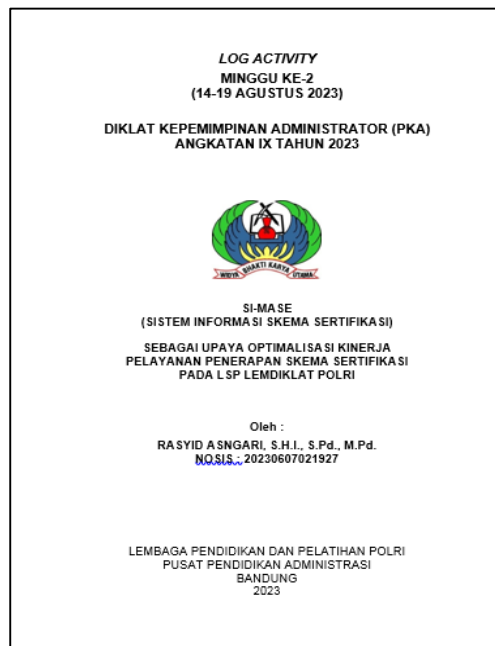 LOG ACTIVITY
MINGGU KE-2
(14-19 AGUSTUS 2023)
DIKLAT KEPEMIMPINAN ADMINISTRATOR (PKA)
ANGKATAN IX TAHUN 2023
WIDYA BHAKTI KARYA UTAMA
SI-MASE
(SISTEM INFORMASI SKEMA SERTIFIKASI)
SEBAGAI UPAYA OPTIMALISASI KINERJA
PELAYANAN PENERAPAN SKEMA SERTIFIKASI
PADA LSP LEMDIKLAT POLRI
Oleh :
RASYID ASNGARI, S.H.I., S.Pd., M.Pd.
NOSIS : 20230607021927
LEMBAGA PENDIDIKAN DAN PELATIHAN POLRI
PUSAT PENDIDIKAN ADMINISTRASI
BANDUNG
2023